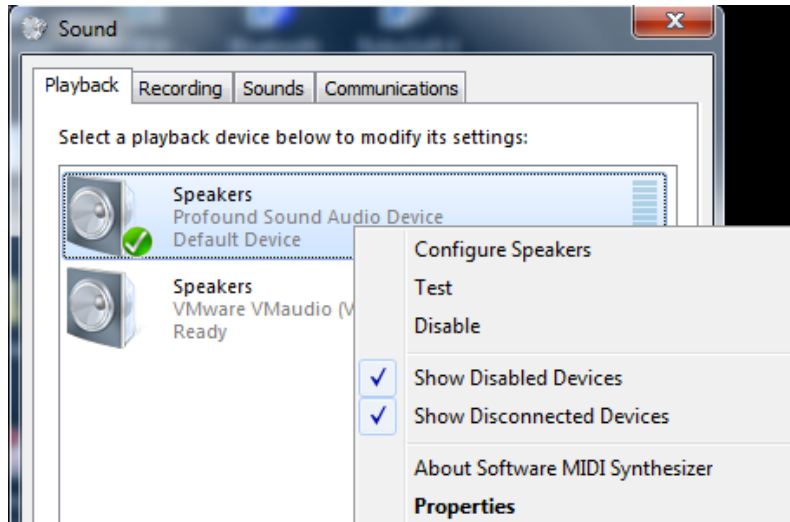 Sound
Playback Recording Sounds Communications
Select a playback device below to modify its settings:
Speakers
Profound Sound Audio Device
Default Device
Speakers
VMware VMaudio (V
Ready
Configure Speakers
Test
Disable
Show Disabled Devices
Show Disconnected Devices
About Software MIDI Synthesizer
Properties